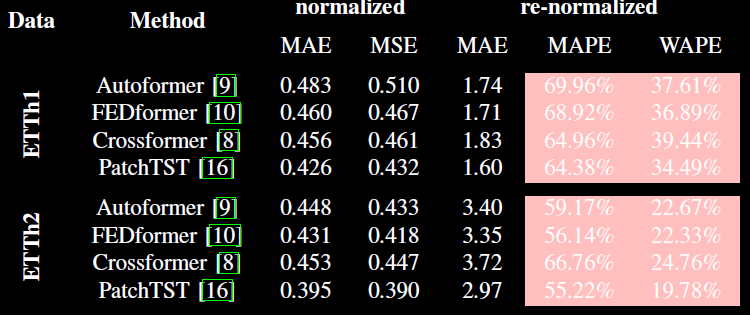 normalized re-normalized
Data Method
MAE MSE MAE MAPE WAPE
ETTh1
Autoformer [9] 0.483 0.510 1.74 69.96% 37.61%
FEDformer [10] 0.460 0.467 1.71 68.92% 36.89%
Crossformer [8] 0.456 0.461 1.83 64.96% 39.44%
PatchTST [16] 0.426 0.432 1.60 64.38% 34.49%
ETTh2
Autoformer [9] 0.448 0.433 3.40 59.17% 22.67%
FEDformer [10] 0.431 0.418 3.35 56.14% 22.33%
Crossformer [8] 0.453 0.447 3.72 66.76% 24.76%
PatchTST [16] 0.395 0.390 2.97 55.22% 19.78%